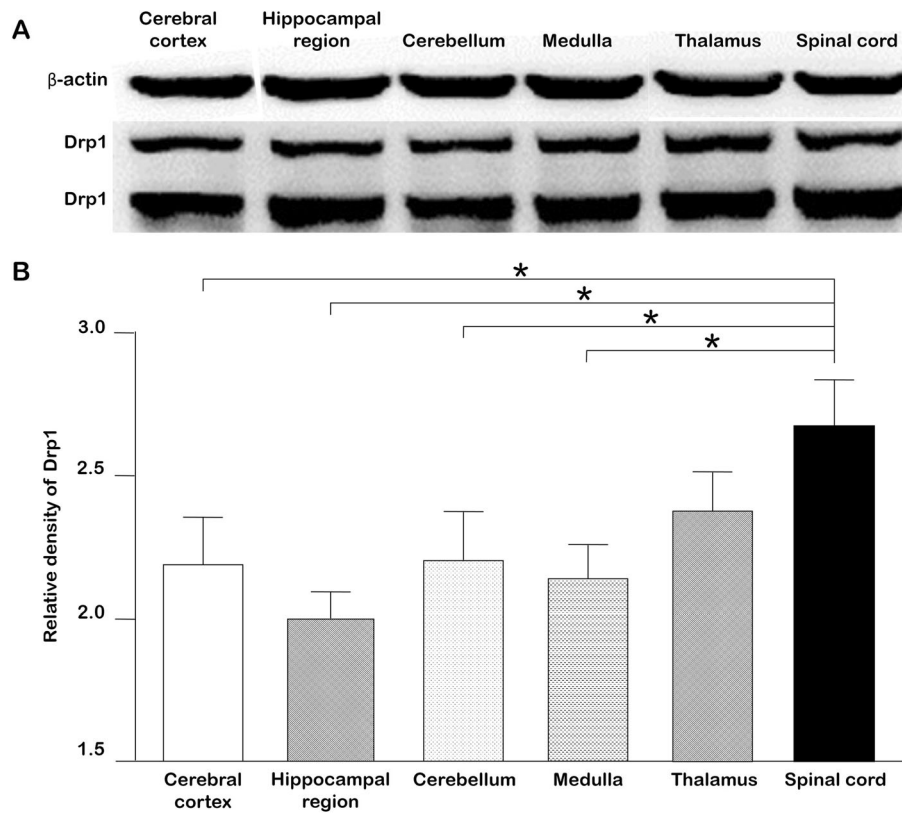 A
Cerebral cortex
Hippocampal region
Cerebellum
Medulla
Thalamus
Spinal cord
β-actin
Drp1
Drp1
B
*
*
*
*
3.0
2.5
2.0
1.5
Relative density of Drp1
Cerebral cortex
Hippocampal region
Cerebellum
Medulla
Thalamus
Spinal cord